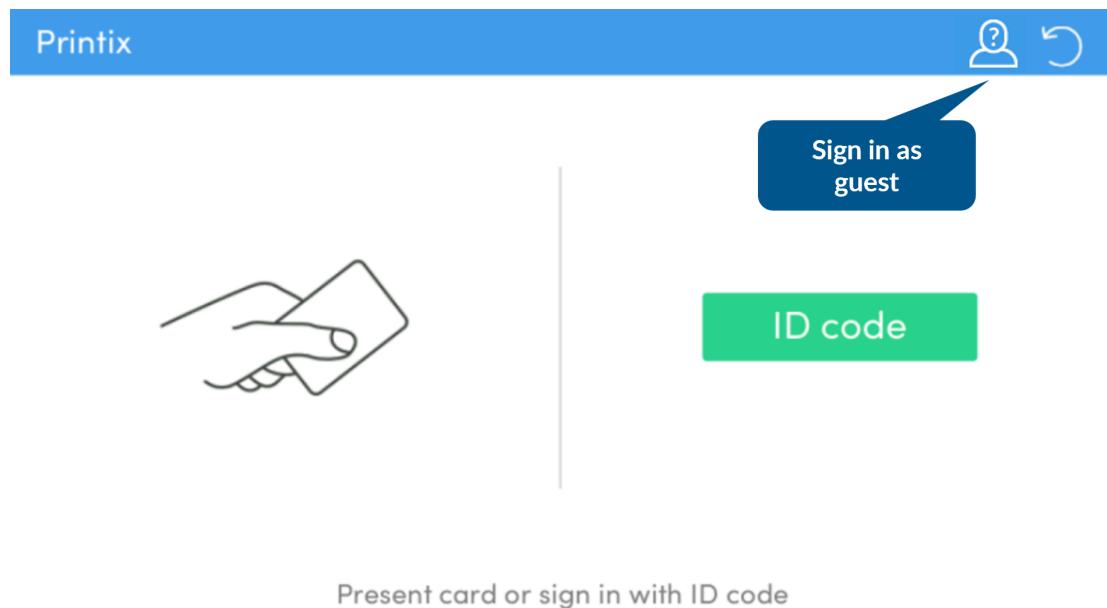 Printix
?
Sign in as
guest
ID code
Present card or sign in with ID code